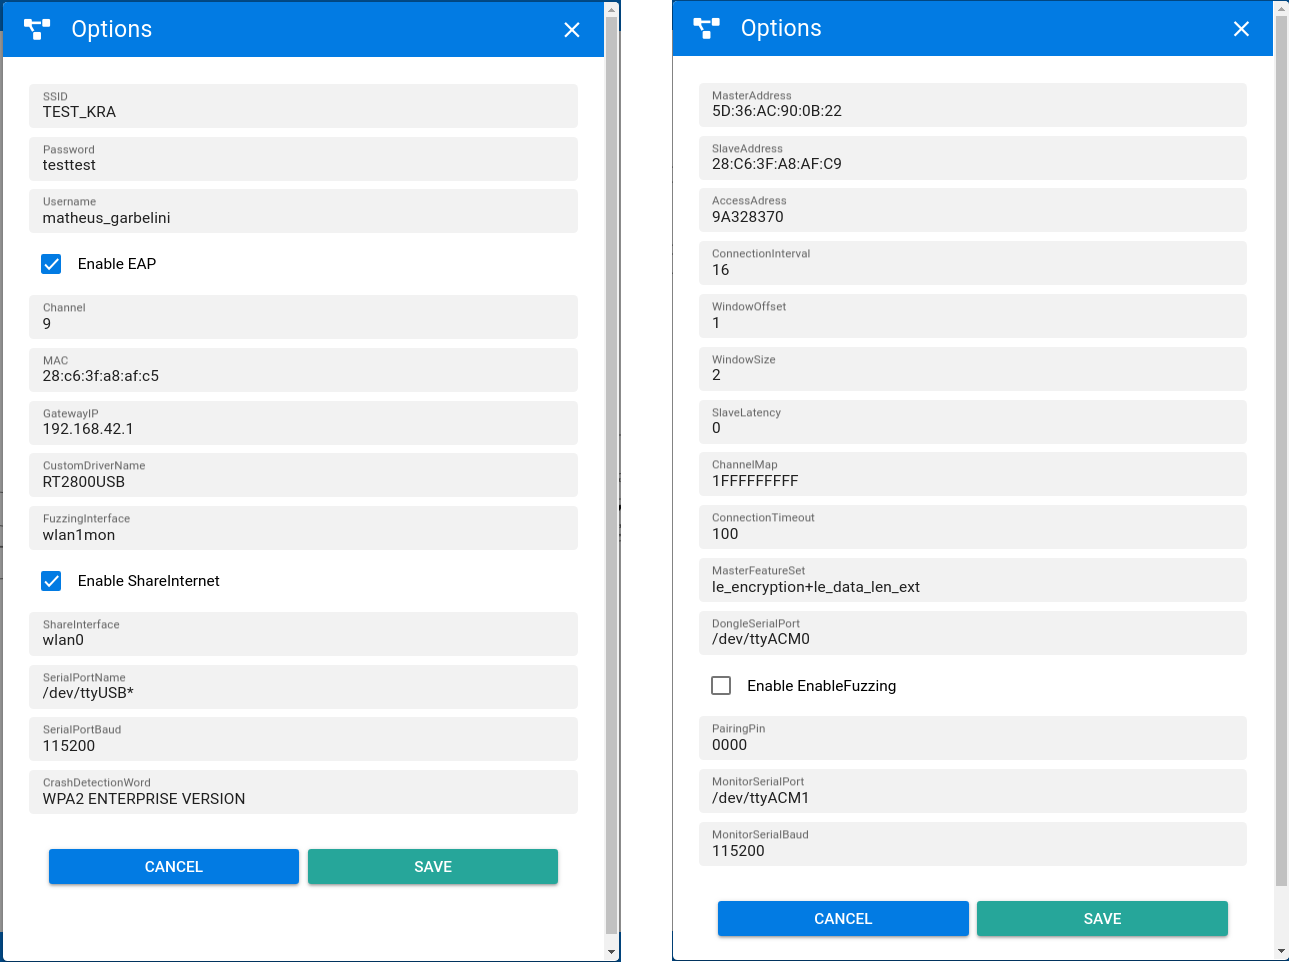 Options
SSID
TEST_KRA
Password
testtest
Username
matheus_garbelini
Enable EAP
Channel
9
MAC
28:c6:3f:a8:af:c5
GatewayIP
192.168.42.1
CustomDriverName
RT2800USB
FuzzingInterface
wlan1mon
Enable ShareInternet
ShareInterface
wlan0
SerialPortName
/dev/ttyUSB*
SerialPortBaud
115200
CrashDetectionWord
WPA2 ENTERPRISE VERSION
CANCEL
SAVE
Options
MasterAddress
5D:36:AC:90:0B:22
SlaveAddress
28:C6:3F:A8:AF:C9
AccessAdress
9A328370
ConnectionInterval
16
WindowOffset
1
WindowSize
2
SlaveLatency
0
ChannelMap
1FFFFFFFFF
ConnectionTimeout
100
MasterFeatureSet
le_encryption+le_data_len_ext
DongleSerialPort
/dev/ttyACM0
Enable EnableFuzzing
PairingPin
0000
MonitorSerialPort
/dev/ttyACM1
MonitorSerialBaud
115200
CANCEL
SAVE